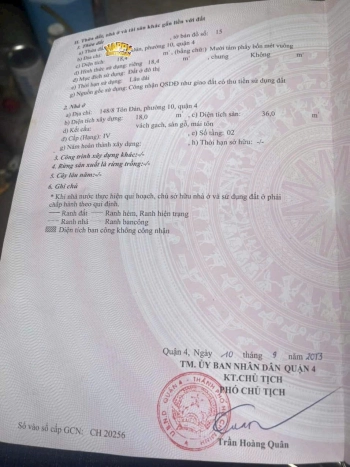 II. Thửa đất, nhà ở và tài sản khác gắn liền với đất
1. Thửa đất
a) Thửa đất , tờ bản đồ số: 15
b) Địa chỉ: Đản, phường 10, quận 4
c) Diện tích: 18,4 m², (bằng chữ): Mười tám phẩy bốn mét vuông
d) Hình thức sử dụng: riêng 18,4 m², chung Không m²
đ) Mục đích sử dụng: Đất ở đô thị
e) Thời hạn sử dụng: Lâu dài
g) Nguồn gốc sử dụng: Công nhận QSDĐ như giao đất có thu tiền sử dụng đất
2. Nhà ở
a) Địa chỉ: Tôn Đản, phường 10, quận 4
b) Diện tích xây dựng: 18,0 m², c) Diện tích sàn: 36,0 m²
d) Kết cấu: vách gạch, sàn gỗ, mái tôn
đ) Cấp (Hạng): IV , e) Số tầng: 02
g) Năm hoàn thành xây dựng: , h) Thời hạn sở hữu: -/-
3. Công trình xây dựng khác:-/-
4. Rừng sản xuất là rừng trồng:-/-
5. Cây lâu năm:-/-
6. Ghi chú
* Khi nhà nước thực hiện qui hoạch, chủ sở hữu nhà ở và sử dụng đất ở phải
chấp hành theo qui định.
Ranh đất Ranh hẻm, Ranh hiện trạng
Ranh nhà Ranh bancông
Diện tích ban công không công nhận
Quận 4, Ngày 10 tháng 9 năm 2013
TM. ỦY BAN NHÂN DÂN QUẬN 4
KT.CHỦ TỊCH
PHÓ CHỦ TỊCH
Trần Hoàng Quân
Số vào sổ cấp GCN: CH 20256